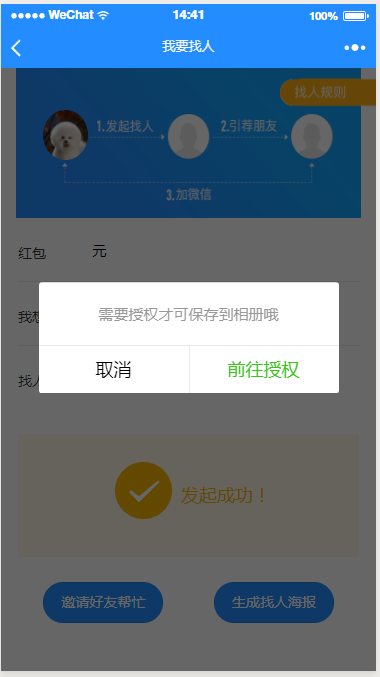 WeChat 14:41 100%
我要找人
找人规则
1.发起找人 2.引荐朋友
3.加微信
红包 元
我想
需要授权才可保存到相册哦
找人
取消 前往授权
发起成功！
邀请好友帮忙 生成找人海报